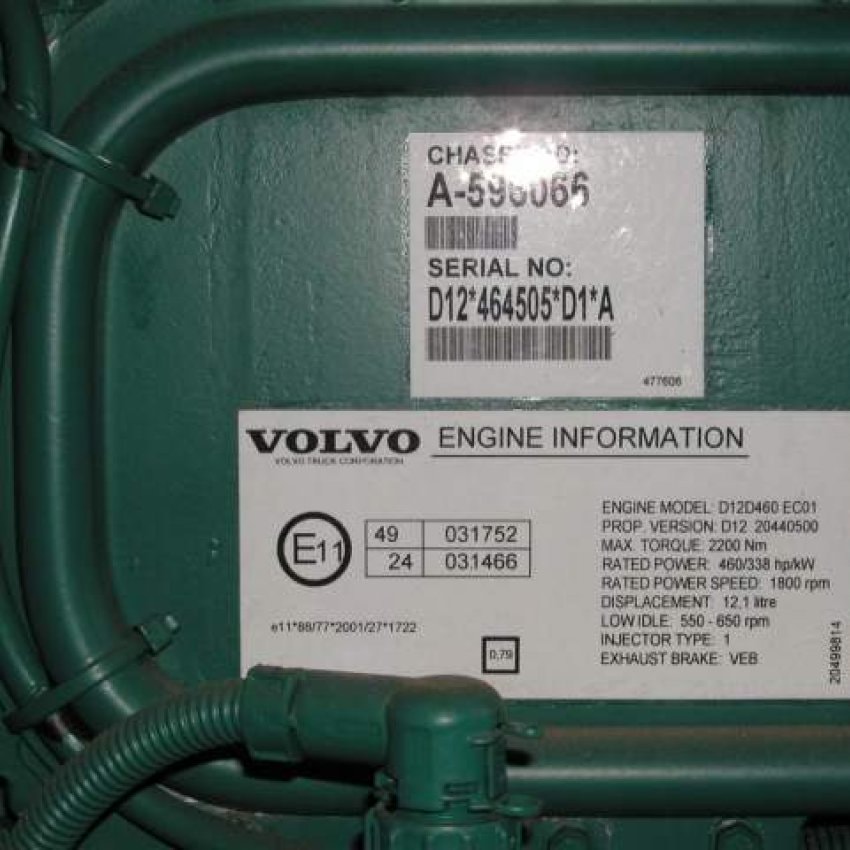 A-596066
SERIAL NO:
D12*464505*D1*A
477606
VOLVO
VOLVO TRUCK CORPORATION
ENGINE INFORMATION
E11
49 031752
24 031466
e11*88/77*2001/27*1722
0,79
ENGINE MODEL: D12D460 EC01
PROP. VERSION: D12 20440500
MAX. TORQUE: 2200 Nm
RATED POWER: 460/338 hp/kW
RATED POWER SPEED: 1800 rpm
DISPLACEMENT: 12,1 litre
LOW IDLE: 550 - 650 rpm
INJECTOR TYPE: 1
EXHAUST BRAKE: VEB
20499814